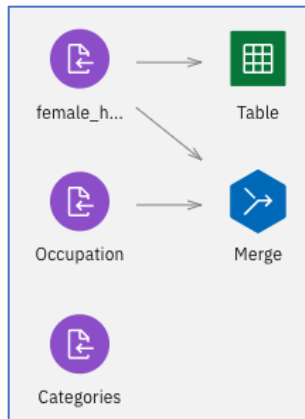 female_h...
Table
Occupation
Merge
Categories